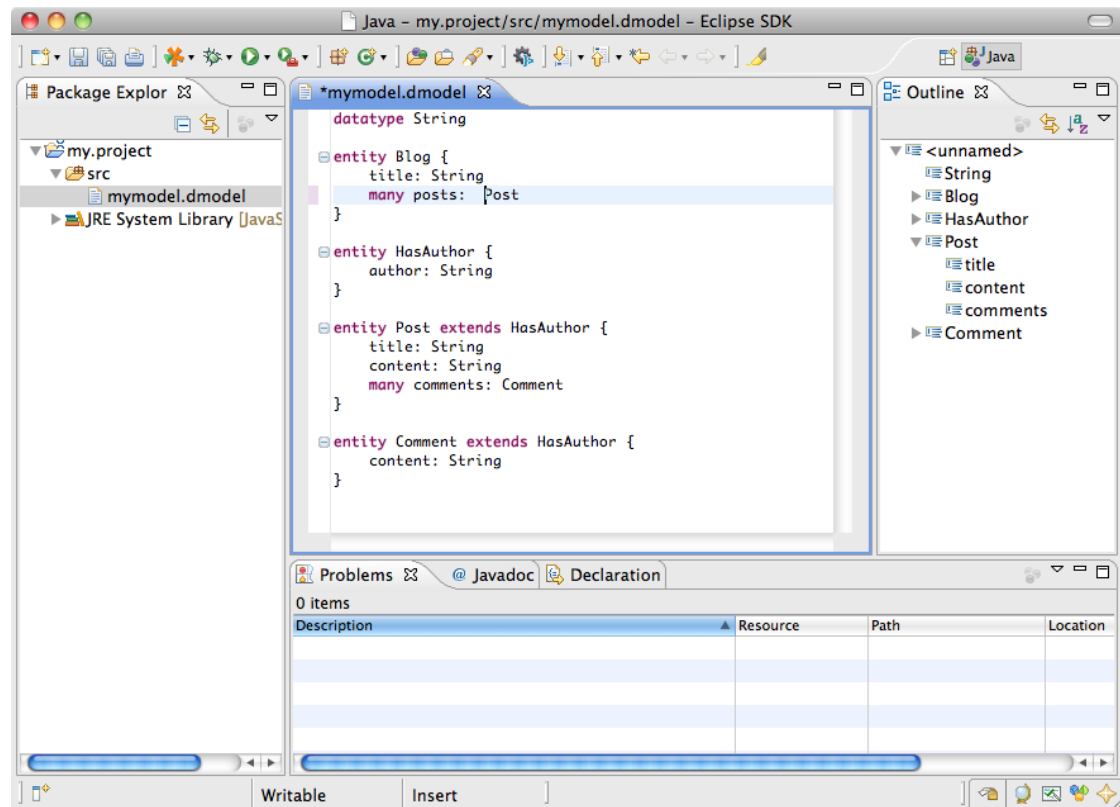 Java – my.project/src/mymodel.dmodel – Eclipse SDK
Java
Package Explor
my.project
src
mymodel.dmodel
JRE System Library [JavaS
*mymodel.dmodel
datatype String
entity Blog {
title: String
many posts:  Post
}
entity HasAuthor {
author: String
}
entity Post extends HasAuthor {
title: String
content: String
many comments: Comment
}
entity Comment extends HasAuthor {
content: String
}
Outline
<unnamed>
String
Blog
HasAuthor
Post
title
content
comments
Comment
Problems @ Javadoc Declaration
0 items
Description Resource Path Location
Writable Insert